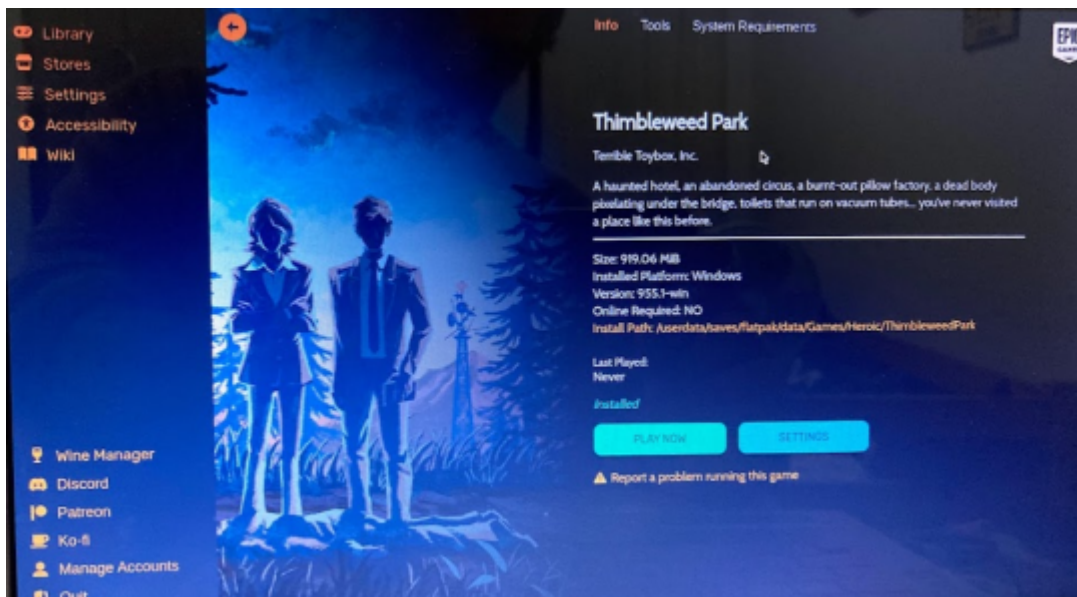 Library
Stores
Settings
Accessibility
Wiki
Wine Manager
Discord
Patreon
Ko-fi
Manage Accounts
Quit
Info Tools System Requirements
EPIC
GAMES
Thimbleweed Park
Terrible Toybox, Inc.
A haunted hotel, an abandoned circus, a burnt-out pillow factory, a dead body
pixelating under the bridge, toilets that run on vacuum tubes... you've never visited
a place like this before.
Size: 919.06 MiB
Installed Platform: Windows
Version: 955.1-win
Online Required: NO
Install Path: /userdata/saves/flatpak/data/Games/Heroic/ThimbleweedPark
Last Played:
Never
Installed
PLAY NOW SETTINGS
Report a problem running this game